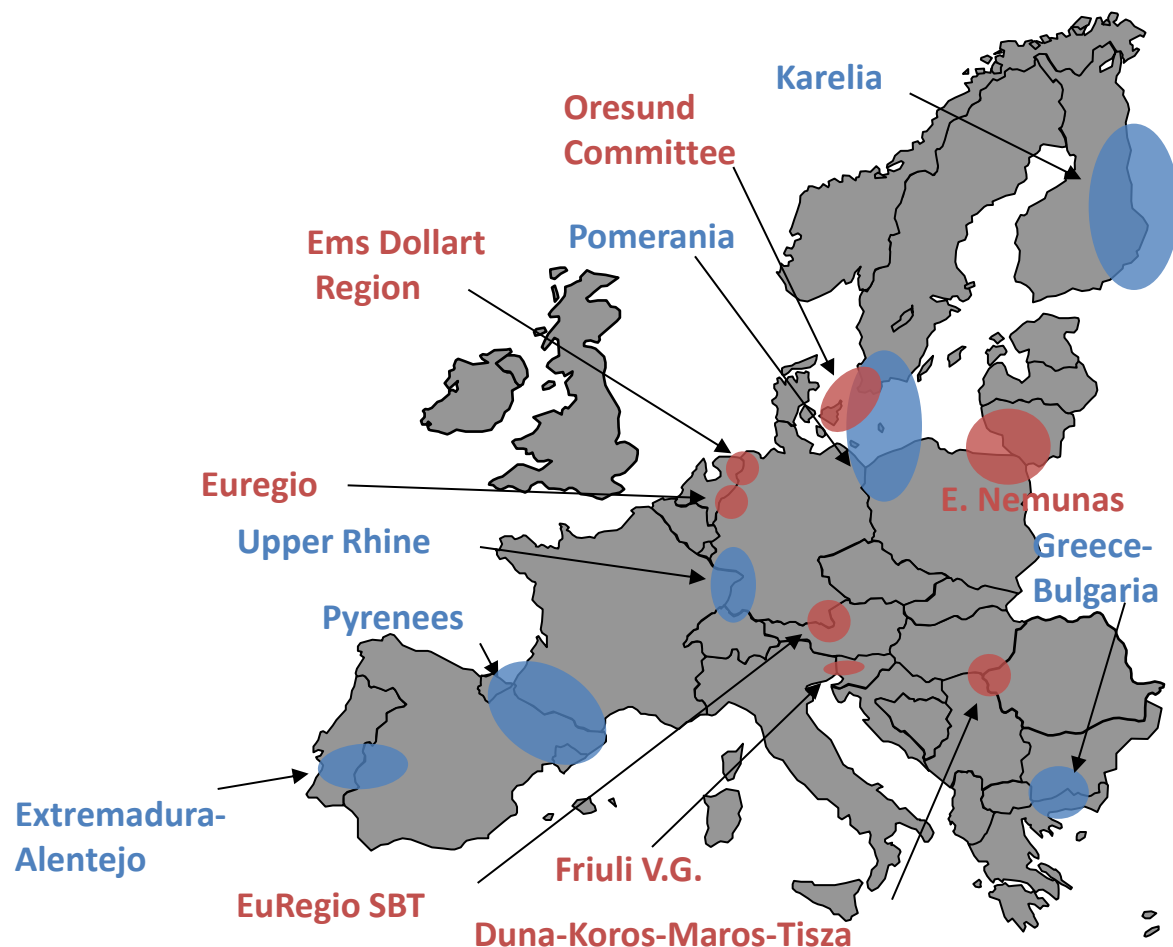 Karelia
Oresund
Committee
Pomerania
Ems Dollart
Region
Euregio
E. Nemunas
Upper Rhine
Greece-
Bulgaria
Pyrenees
Extremadura-
Alentejo
Friuli V.G.
EuRegio SBT
Duna-Koros-Maros-Tisza